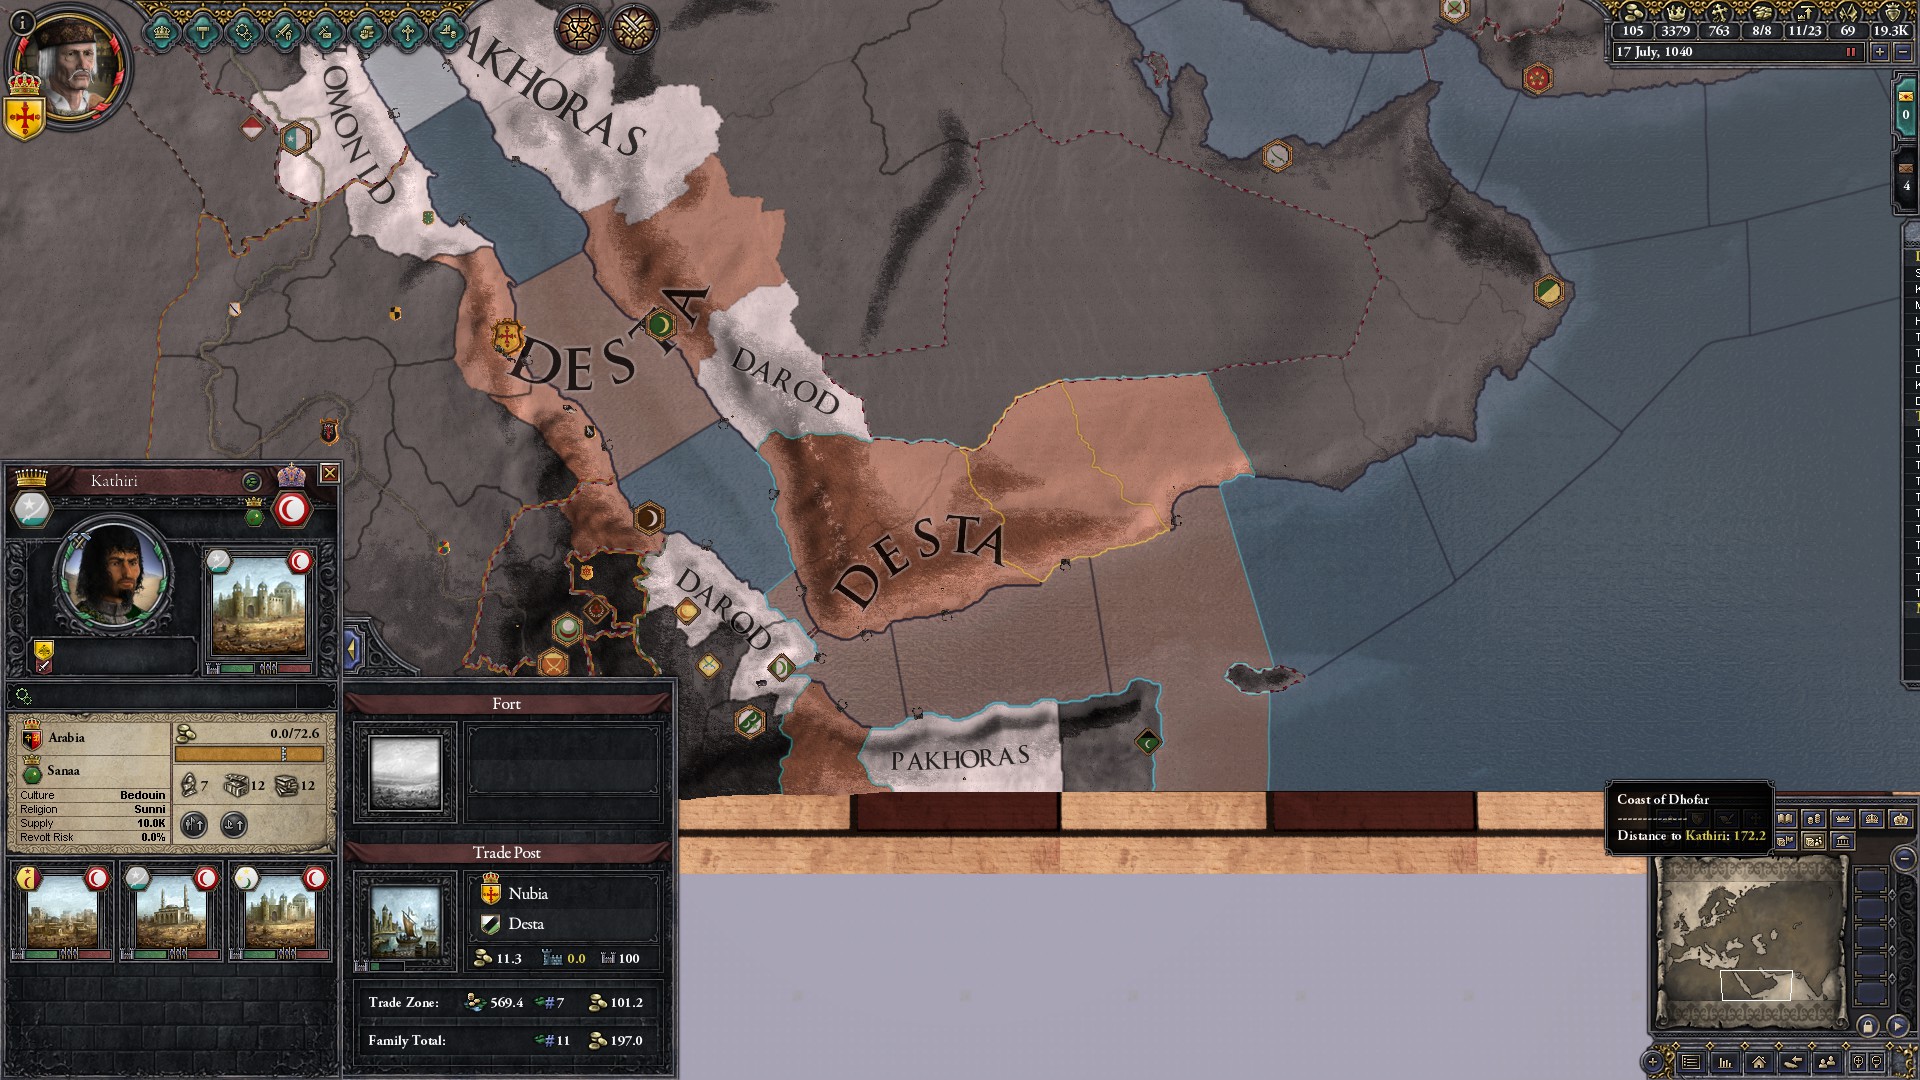 105 3379 763 8/8 11/23 69 19.3K
17 July, 1040
0
4
OMONID
AKHORAS
DESTA
DAROD
DESTA
DAROD
PAKHORAS
Kathiri
Arabia
0.0/72.6
Sanaa
7 12 12
Culture Bedouin
Religion Sunni
Supply 10.0K
Revolt Risk 0.0%
Fort
Trade Post
Nubia
Desta
11.3 0.0 100
Trade Zone: 569.4 #7 101.2
Family Total: #11 197.0
Coast of Dhofar
Distance to Kathiri: 172.2